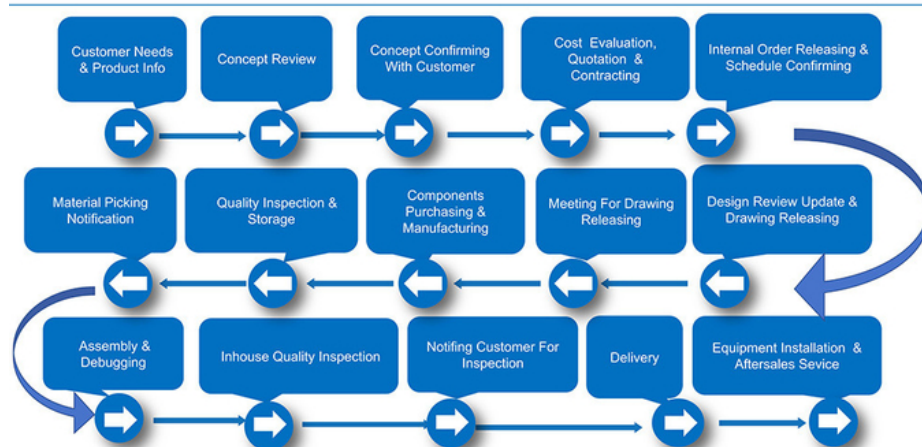 Customer Needs
& Product Info
Concept Review
Concept Confirming
With Customer
Cost Evaluation,
Quotation &
Contracting
Internal Order Releasing &
Schedule Confirming
Material Picking
Notification
Quality Inspection &
Storage
Components
Purchasing &
Manufacturing
Meeting For Drawing
Releasing
Design Review Update &
Drawing Releasing
Assembly &
Debugging
Inhouse Quality Inspection
Notifing Customer For
Inspection
Delivery
Equipment Installation &
Aftersales Sevice